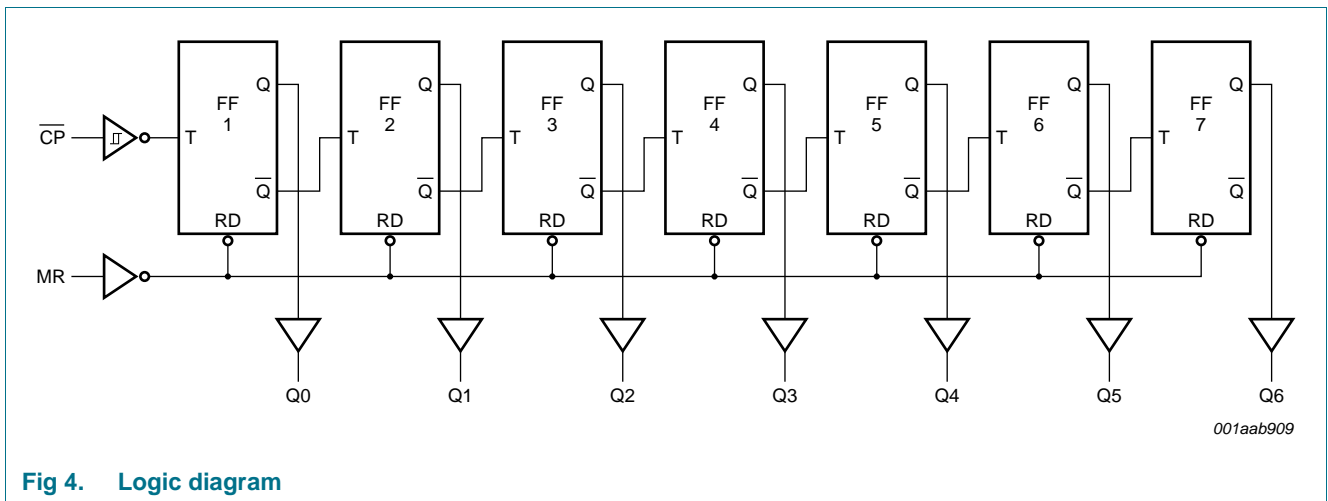 Q Q Q Q Q Q Q
FF FF FF FF FF FF FF
1 2 3 4 5 6 7
C̅P̅ T T T T T T T
Q̅ Q̅ Q̅ Q̅ Q̅ Q̅ Q̅
RD RD RD RD RD RD RD
MR
Q0 Q1 Q2 Q3 Q4 Q5 Q6
001aab909
Fig 4. Logic diagram